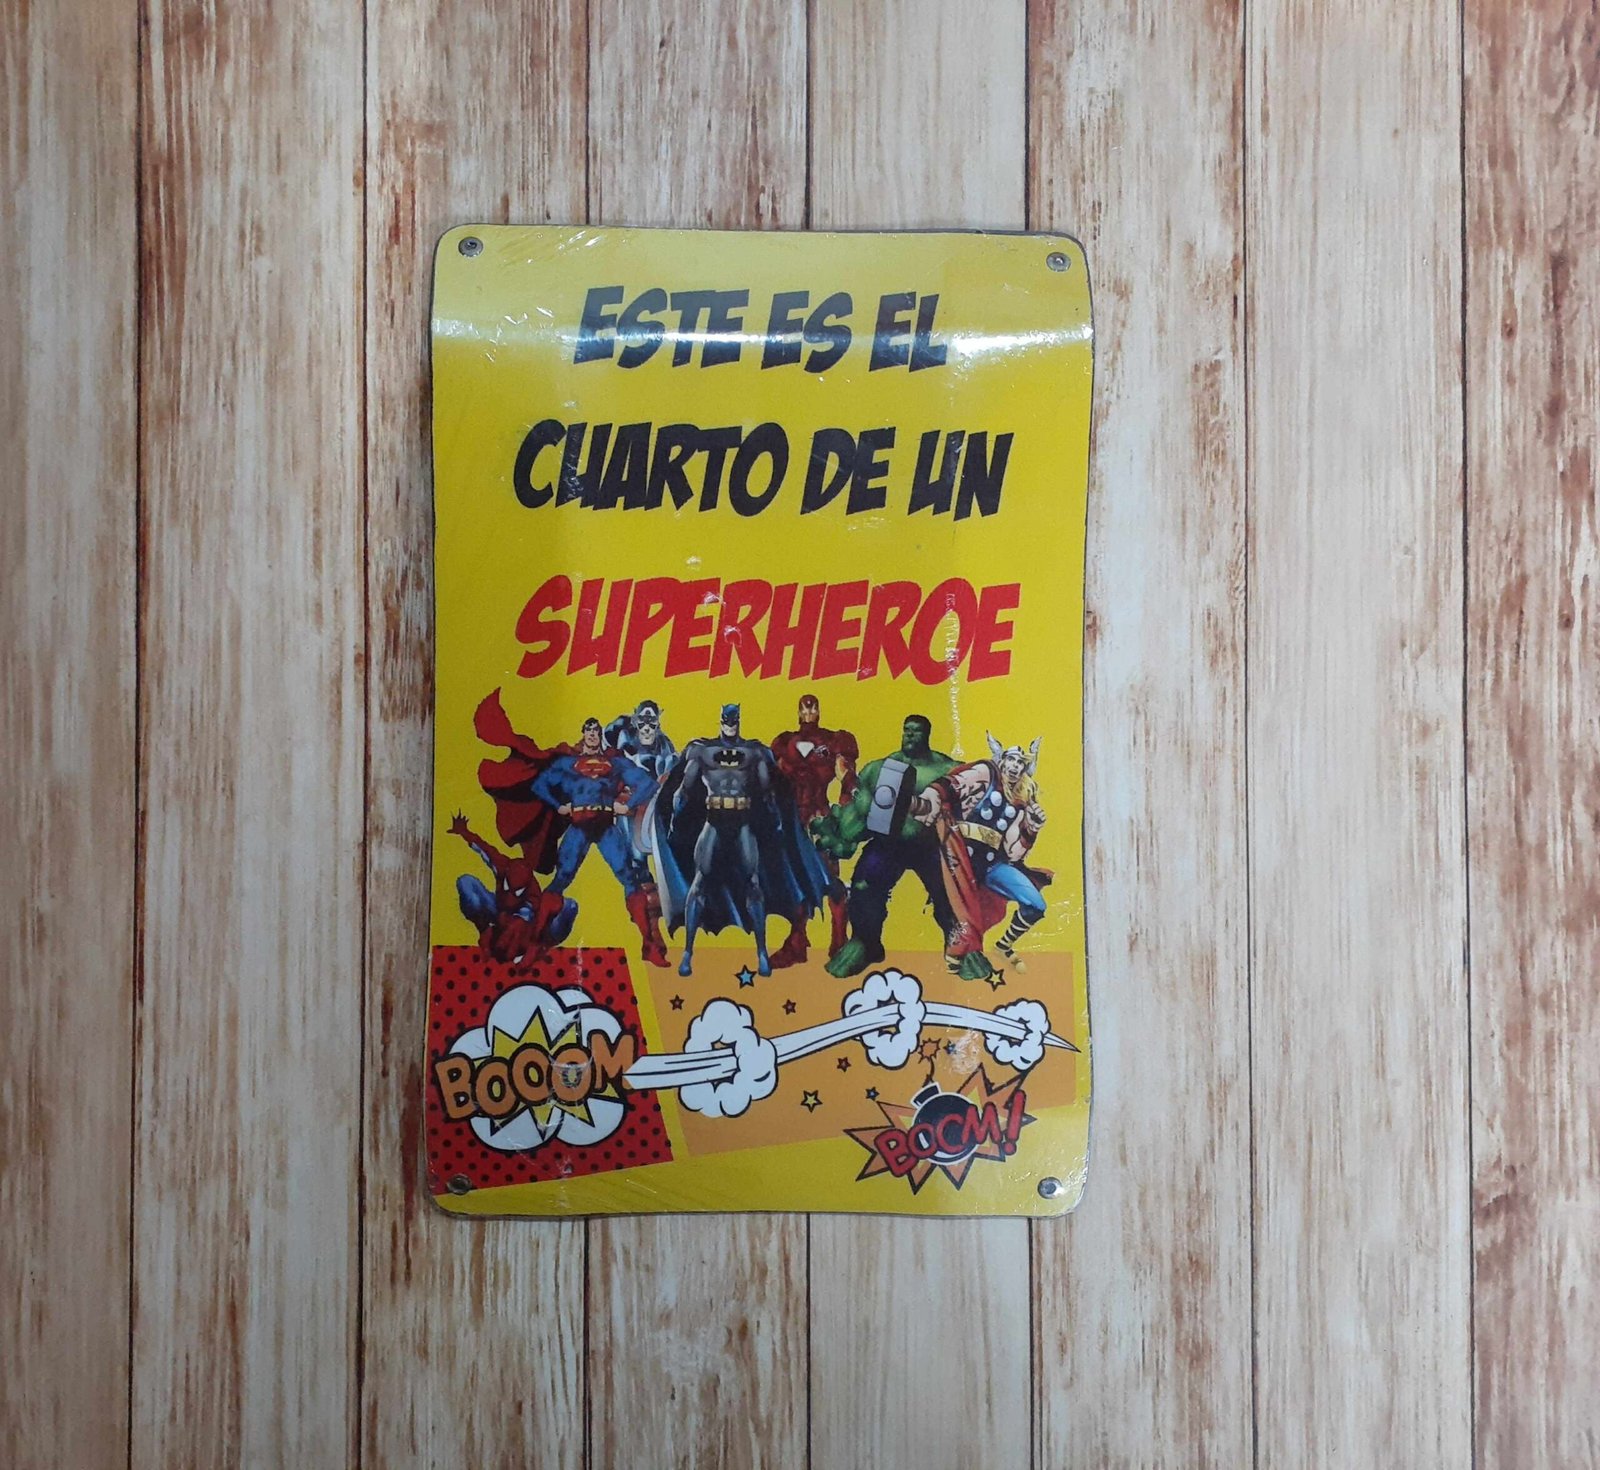 ESTE ES EL
CUARTO DE UN
SUPERHEROE
BOOOM
BOOM!